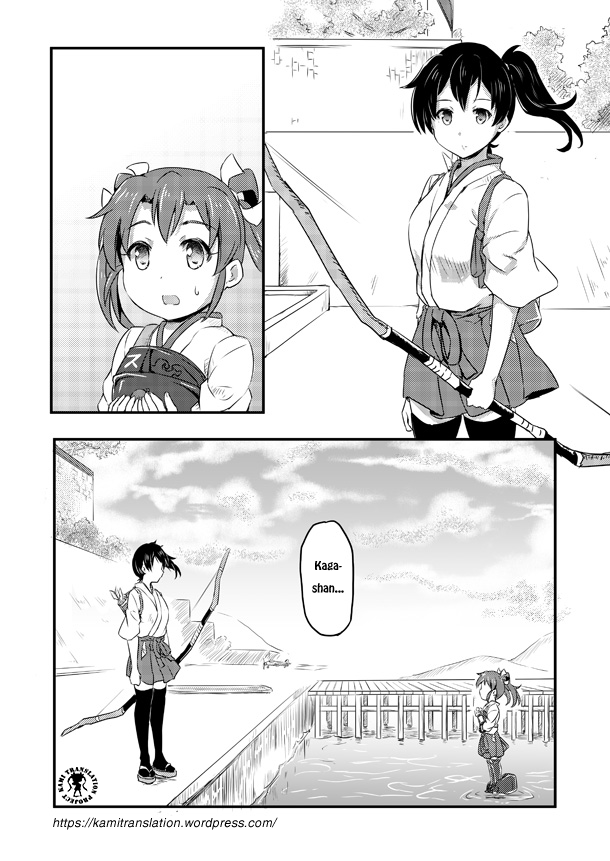 ス
Kaga-
shan...
KAMI TRANSLATION PROJECT
https://kamitranslation.wordpress.com/